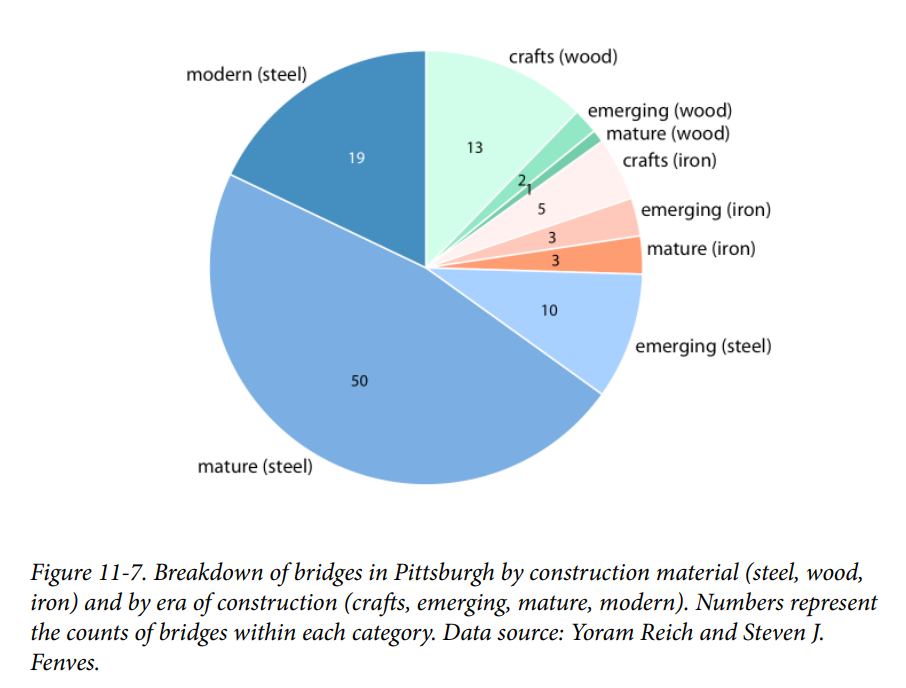 crafts (wood)
modern (steel)
emerging (wood)
mature (wood)
13
19
crafts (iron)
2
1
5
emerging (iron)
3
mature (iron)
3
10
emerging (steel)
50
mature (steel)
Figure 11-7. Breakdown of bridges in Pittsburgh by construction material (steel, wood,
iron) and by era of construction (crafts, emerging, mature, modern). Numbers represent
the counts of bridges within each category. Data source: Yoram Reich and Steven J.
Fenves.